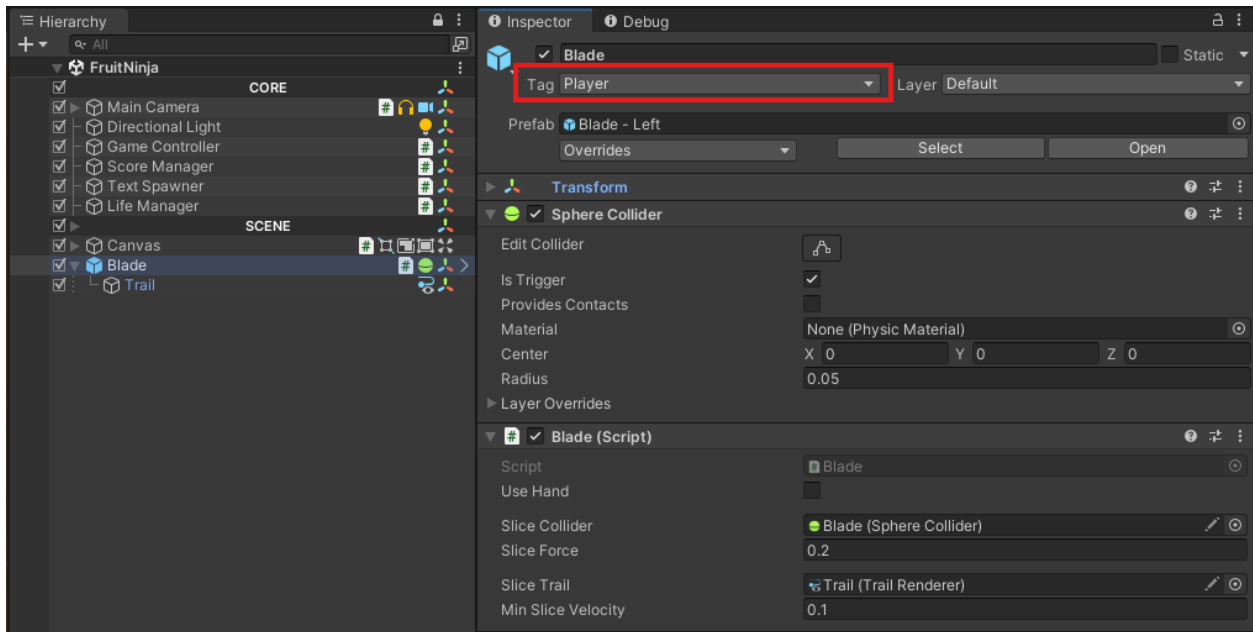 Hierarchy
All
FruitNinja
CORE
Main Camera
Directional Light
Game Controller
Score Manager
Text Spawner
Life Manager
SCENE
Canvas
Blade
Trail
Inspector
Debug
Blade
Static
Tag Player
Layer Default
Prefab Blade - Left
Overrides
Select
Open
Transform
Sphere Collider
Edit Collider
Is Trigger
Provides Contacts
Material None (Physic Material)
Center X 0 Y 0 Z 0
Radius 0.05
Layer Overrides
# Blade (Script)
Script Blade
Use Hand
Slice Collider Blade (Sphere Collider)
Slice Force 0.2
Slice Trail Trail (Trail Renderer)
Min Slice Velocity 0.1